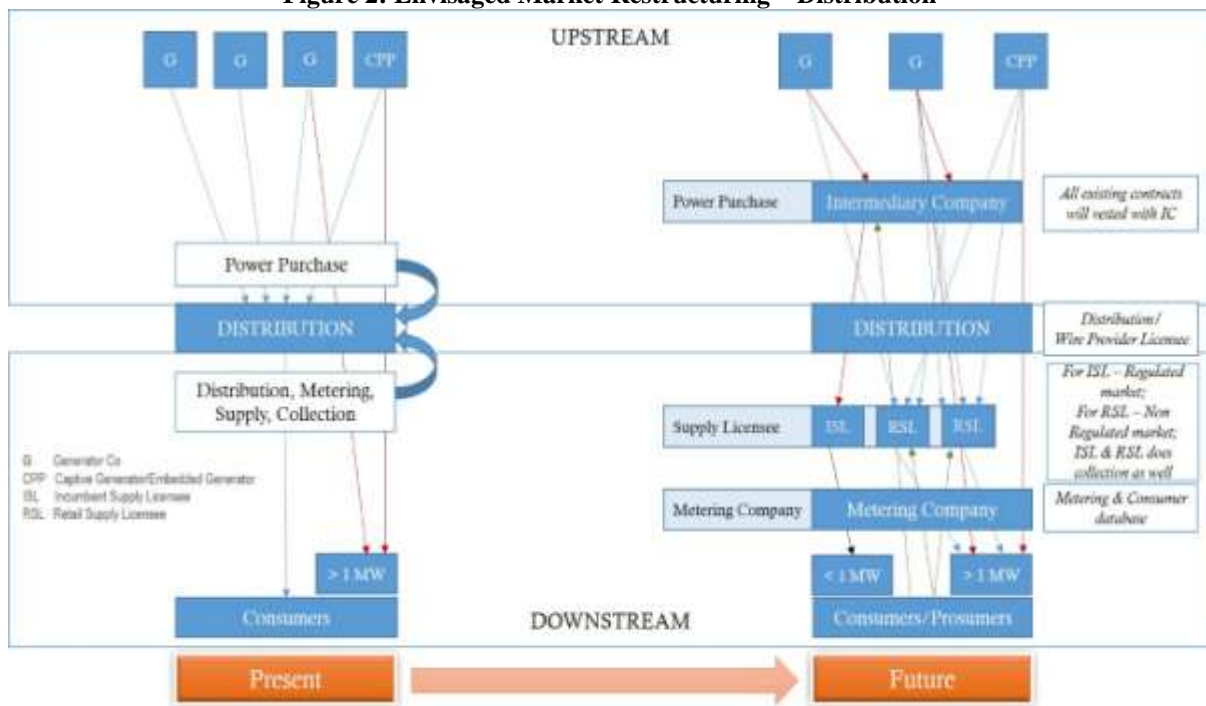 Figure 2: Envisaged Market Restructuring – Distribution
UPSTREAM
G
G
G
CPP
Power Purchase
DISTRIBUTION
Distribution, Metering,
Supply, Collection
G Generator Co
CPP Captive Generator/Embedded Generator
ISL Incumbent Supply Licensee
RSL Retail Supply Licensee
> 1 MW
Consumers
Present
G
G
CPP
Power Purchase
Intermediary Company
All existing contracts
will vested with IC
DISTRIBUTION
Distribution/
Wire Provider Licensee
Supply Licensee
ISL
RSL
RSL
For ISL – Regulated
market;
For RSL – Non
Regulated market;
ISL & RSL does
collection as well
Metering Company
Metering Company
Metering & Consumer
database
< 1 MW
> 1 MW
Consumers/Prosumers
DOWNSTREAM
Future